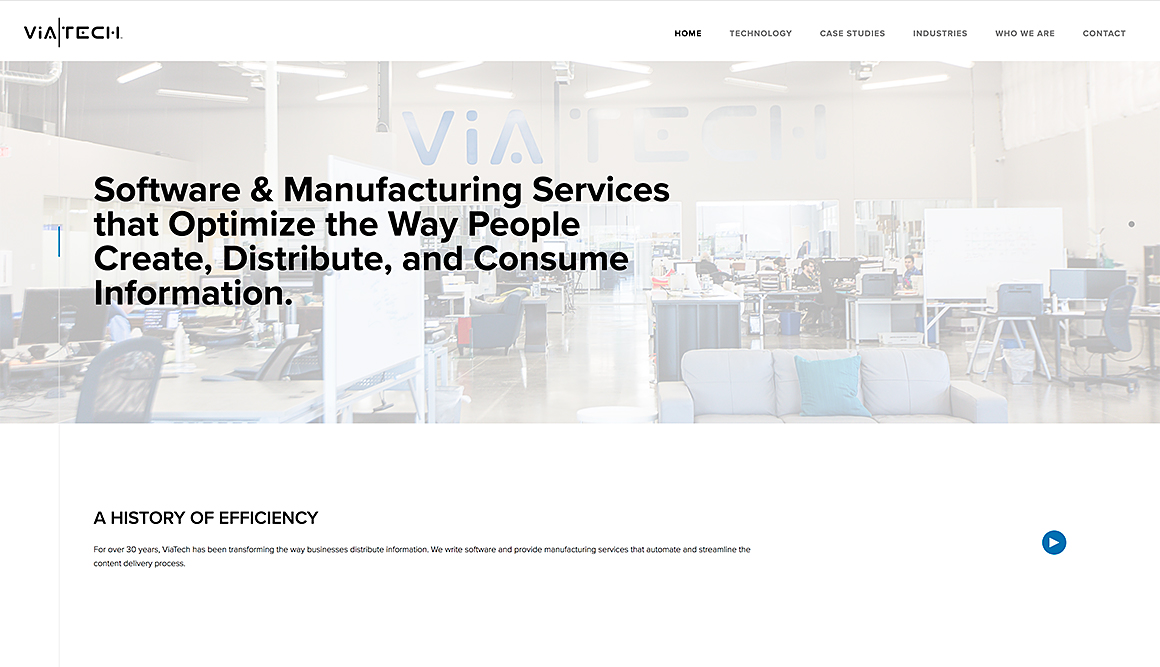 ViA|TECH.
HOME TECHNOLOGY CASE STUDIES INDUSTRIES WHO WE ARE CONTACT
ViA|TECH
Software & Manufacturing Services
that Optimize the Way People
Create, Distribute, and Consume
Information.
A HISTORY OF EFFICIENCY
For over 30 years, ViaTech has been transforming the way businesses distribute information. We write software and provide manufacturing services that automate and streamline the
content delivery process.